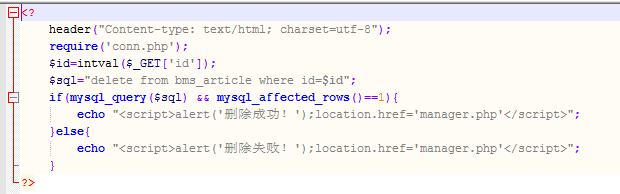 <?
header("Content-type: text/html; charset=utf-8");
require('conn.php');
$id=intval($_GET['id']);
$sql="delete from bms_article where id=$id";
if(mysql_query($sql) && mysql_affected_rows()==1){
echo "<script>alert('删除成功！');location.href='manager.php'</script>";
}else{
echo "<script>alert('删除失败！');location.href='manager.php'</script>";
}
?>